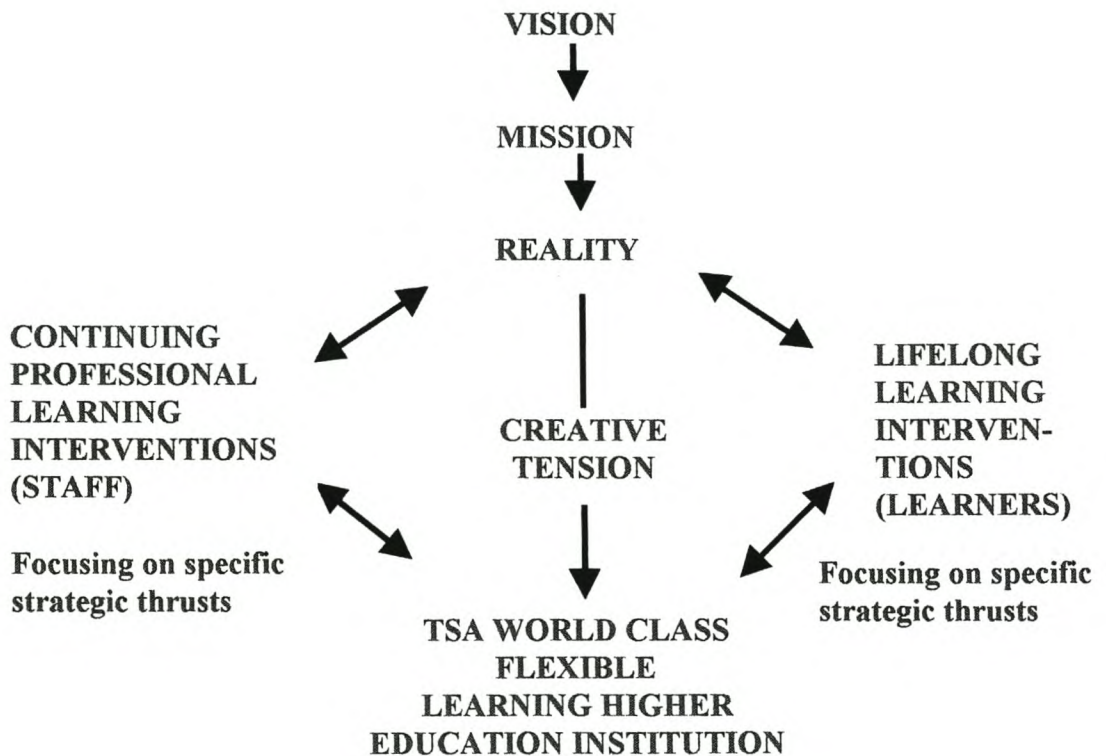 VISION
MISSION
REALITY
CONTINUING
PROFESSIONAL
LEARNING
INTERVENTIONS
(STAFF)
Focusing on specific
strategic thrusts
CREATIVE
TENSION
LIFELONG
LEARNING
INTERVEN-
TIONS
(LEARNERS)
Focusing on specific
strategic thrusts
TSA WORLD CLASS
FLEXIBLE
LEARNING HIGHER
EDUCATION INSTITUTION